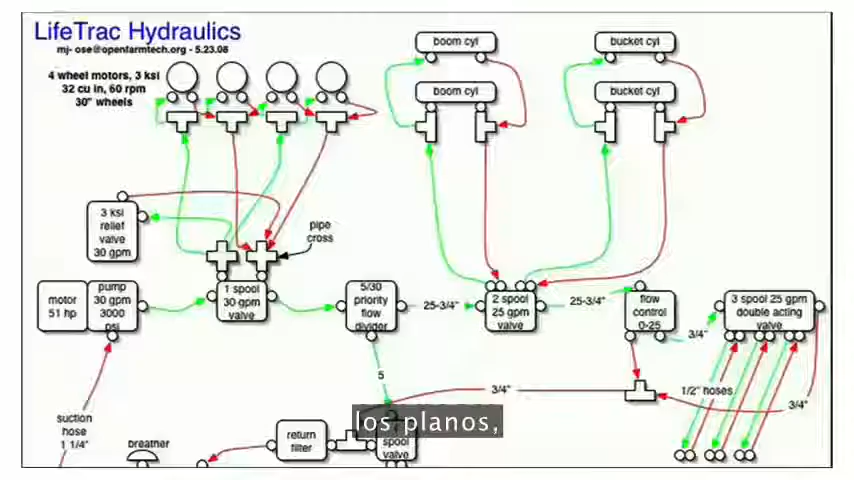 LifeTrac Hydraulics
mj- ose@openfarmtech.org - 5.23.08
4 wheel motors, 3 ksi
32 cu in, 60 rpm
30" wheels
boom cyl
bucket cyl
boom cyl
bucket cyl
3 ksi
relief
valve
30 gpm
pipe
cross
motor
51 hp
pump
30 gpm
3000
psi
1 spool
30 gpm
valve
5/30
priority
flow
divider
25-3/4"
2 spool
25 gpm
valve
25-3/4"
flow
control
0-25
3/4"
3 spool 25 gpm
double acting
valve
5
3/4"
1/2" hoses
3/4"
suction
hose
1 1/4"
breather
return
filter
spool
valve
los planos,